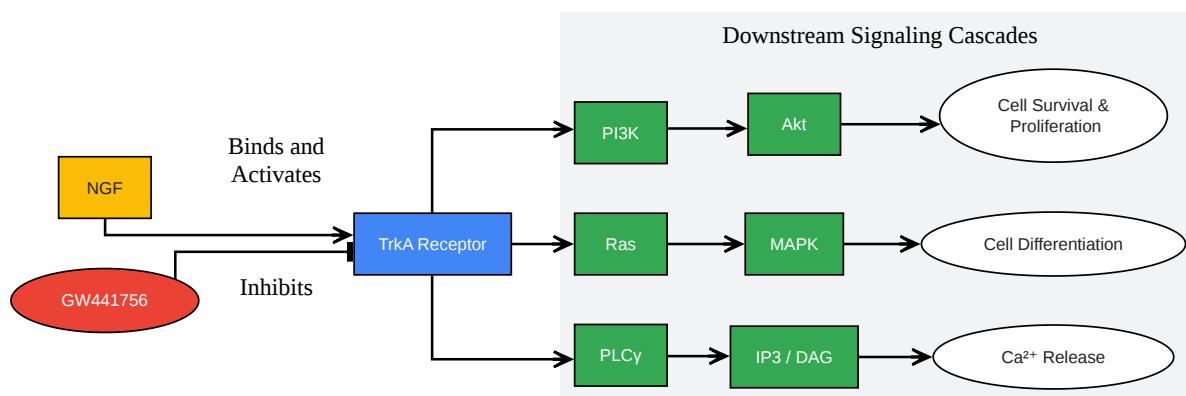 Downstream Signaling Cascades
Binds and
Activates
NGF
GW441756
Inhibits
TrkA Receptor
PI3K
Akt
Cell Survival &
Proliferation
Ras
MAPK
Cell Differentiation
PLCγ
IP3 / DAG
Ca²⁺ Release